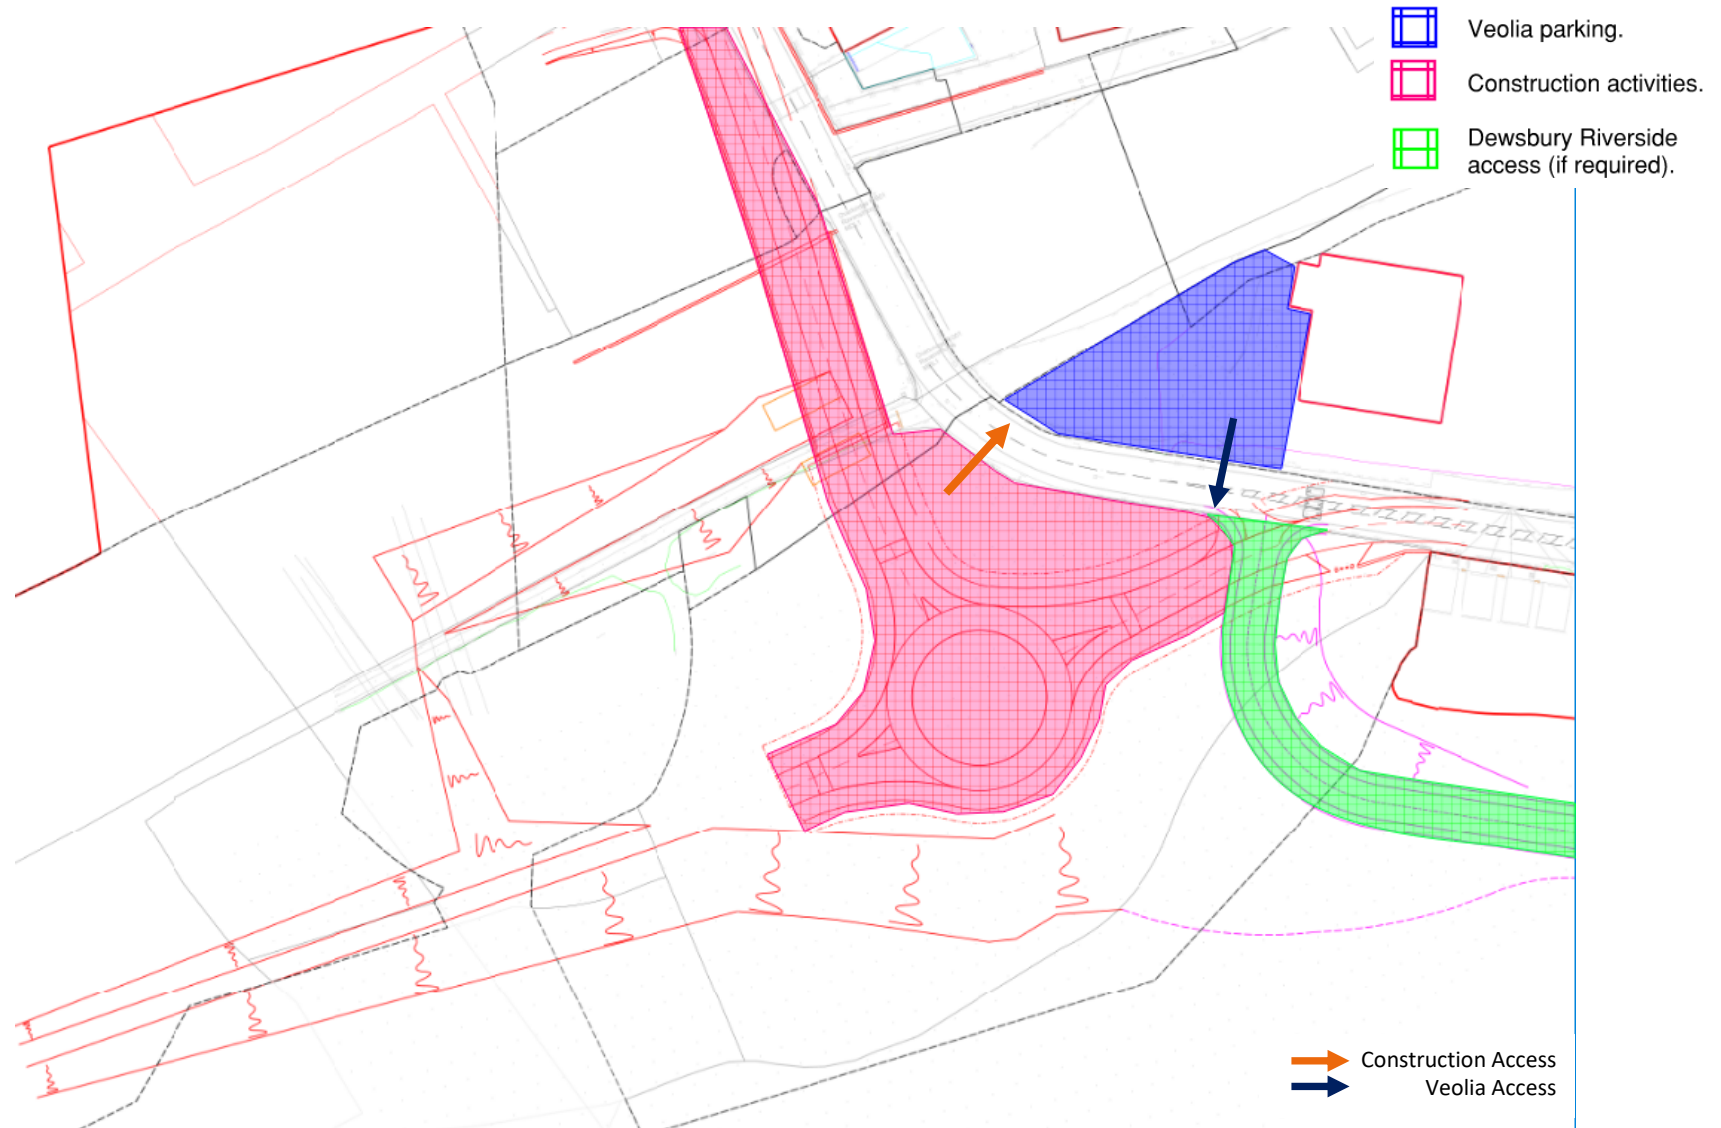 Veolia parking.
Construction activities.
Dewsbury Riverside
access (if required).
Construction Access
Veolia Access